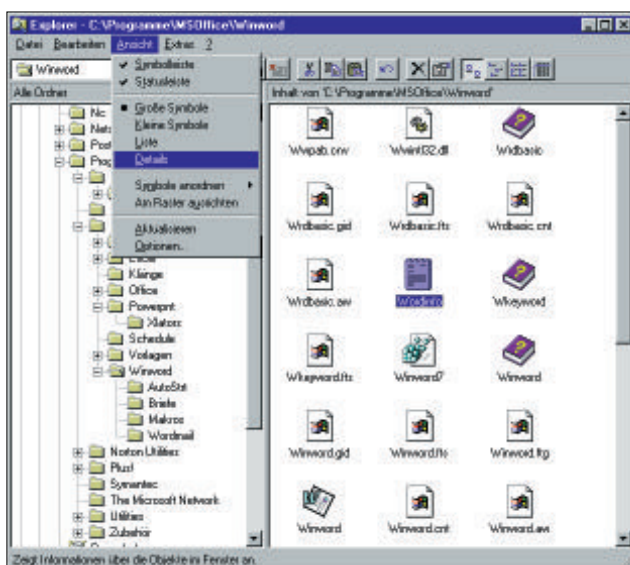 Explorer - C:\Programme\MSOffice\Winword
Datei Bearbeiten Ansicht Extras ?
Winword
Symbolleiste
Statusleiste
Große Symbole
Kleine Symbole
Liste
Details
Symbole anordnen
Am Raster ausrichten
Aktualisieren
Optionen...
Alle Ordner
Klänge
Office
Powerpnt
Xlators
Schedule
Vorlagen
Winword
AutoStrt
Briefe
Makros
Wordmail
Norton Utilities
Plus!
Symantec
The Microsoft Network
Utilities
Zubehör
Inhalt von 'C:\Programme\MSOffice\Winword'
Wwpab.cnv Wwintl32.dll Wrdbasic
Wrdbasic.gid Wrdbasic.fts Wrdbasic.cnt
Wrdbasic.aw Wordinfo Wkeyword
Wkeyword.fts Winword7 Winword
Winword.gid Winword.fts Winword.ftg
Winword Winword.cnt Winword.aw
Zeigt Informationen über die Objekte im Fenster an.